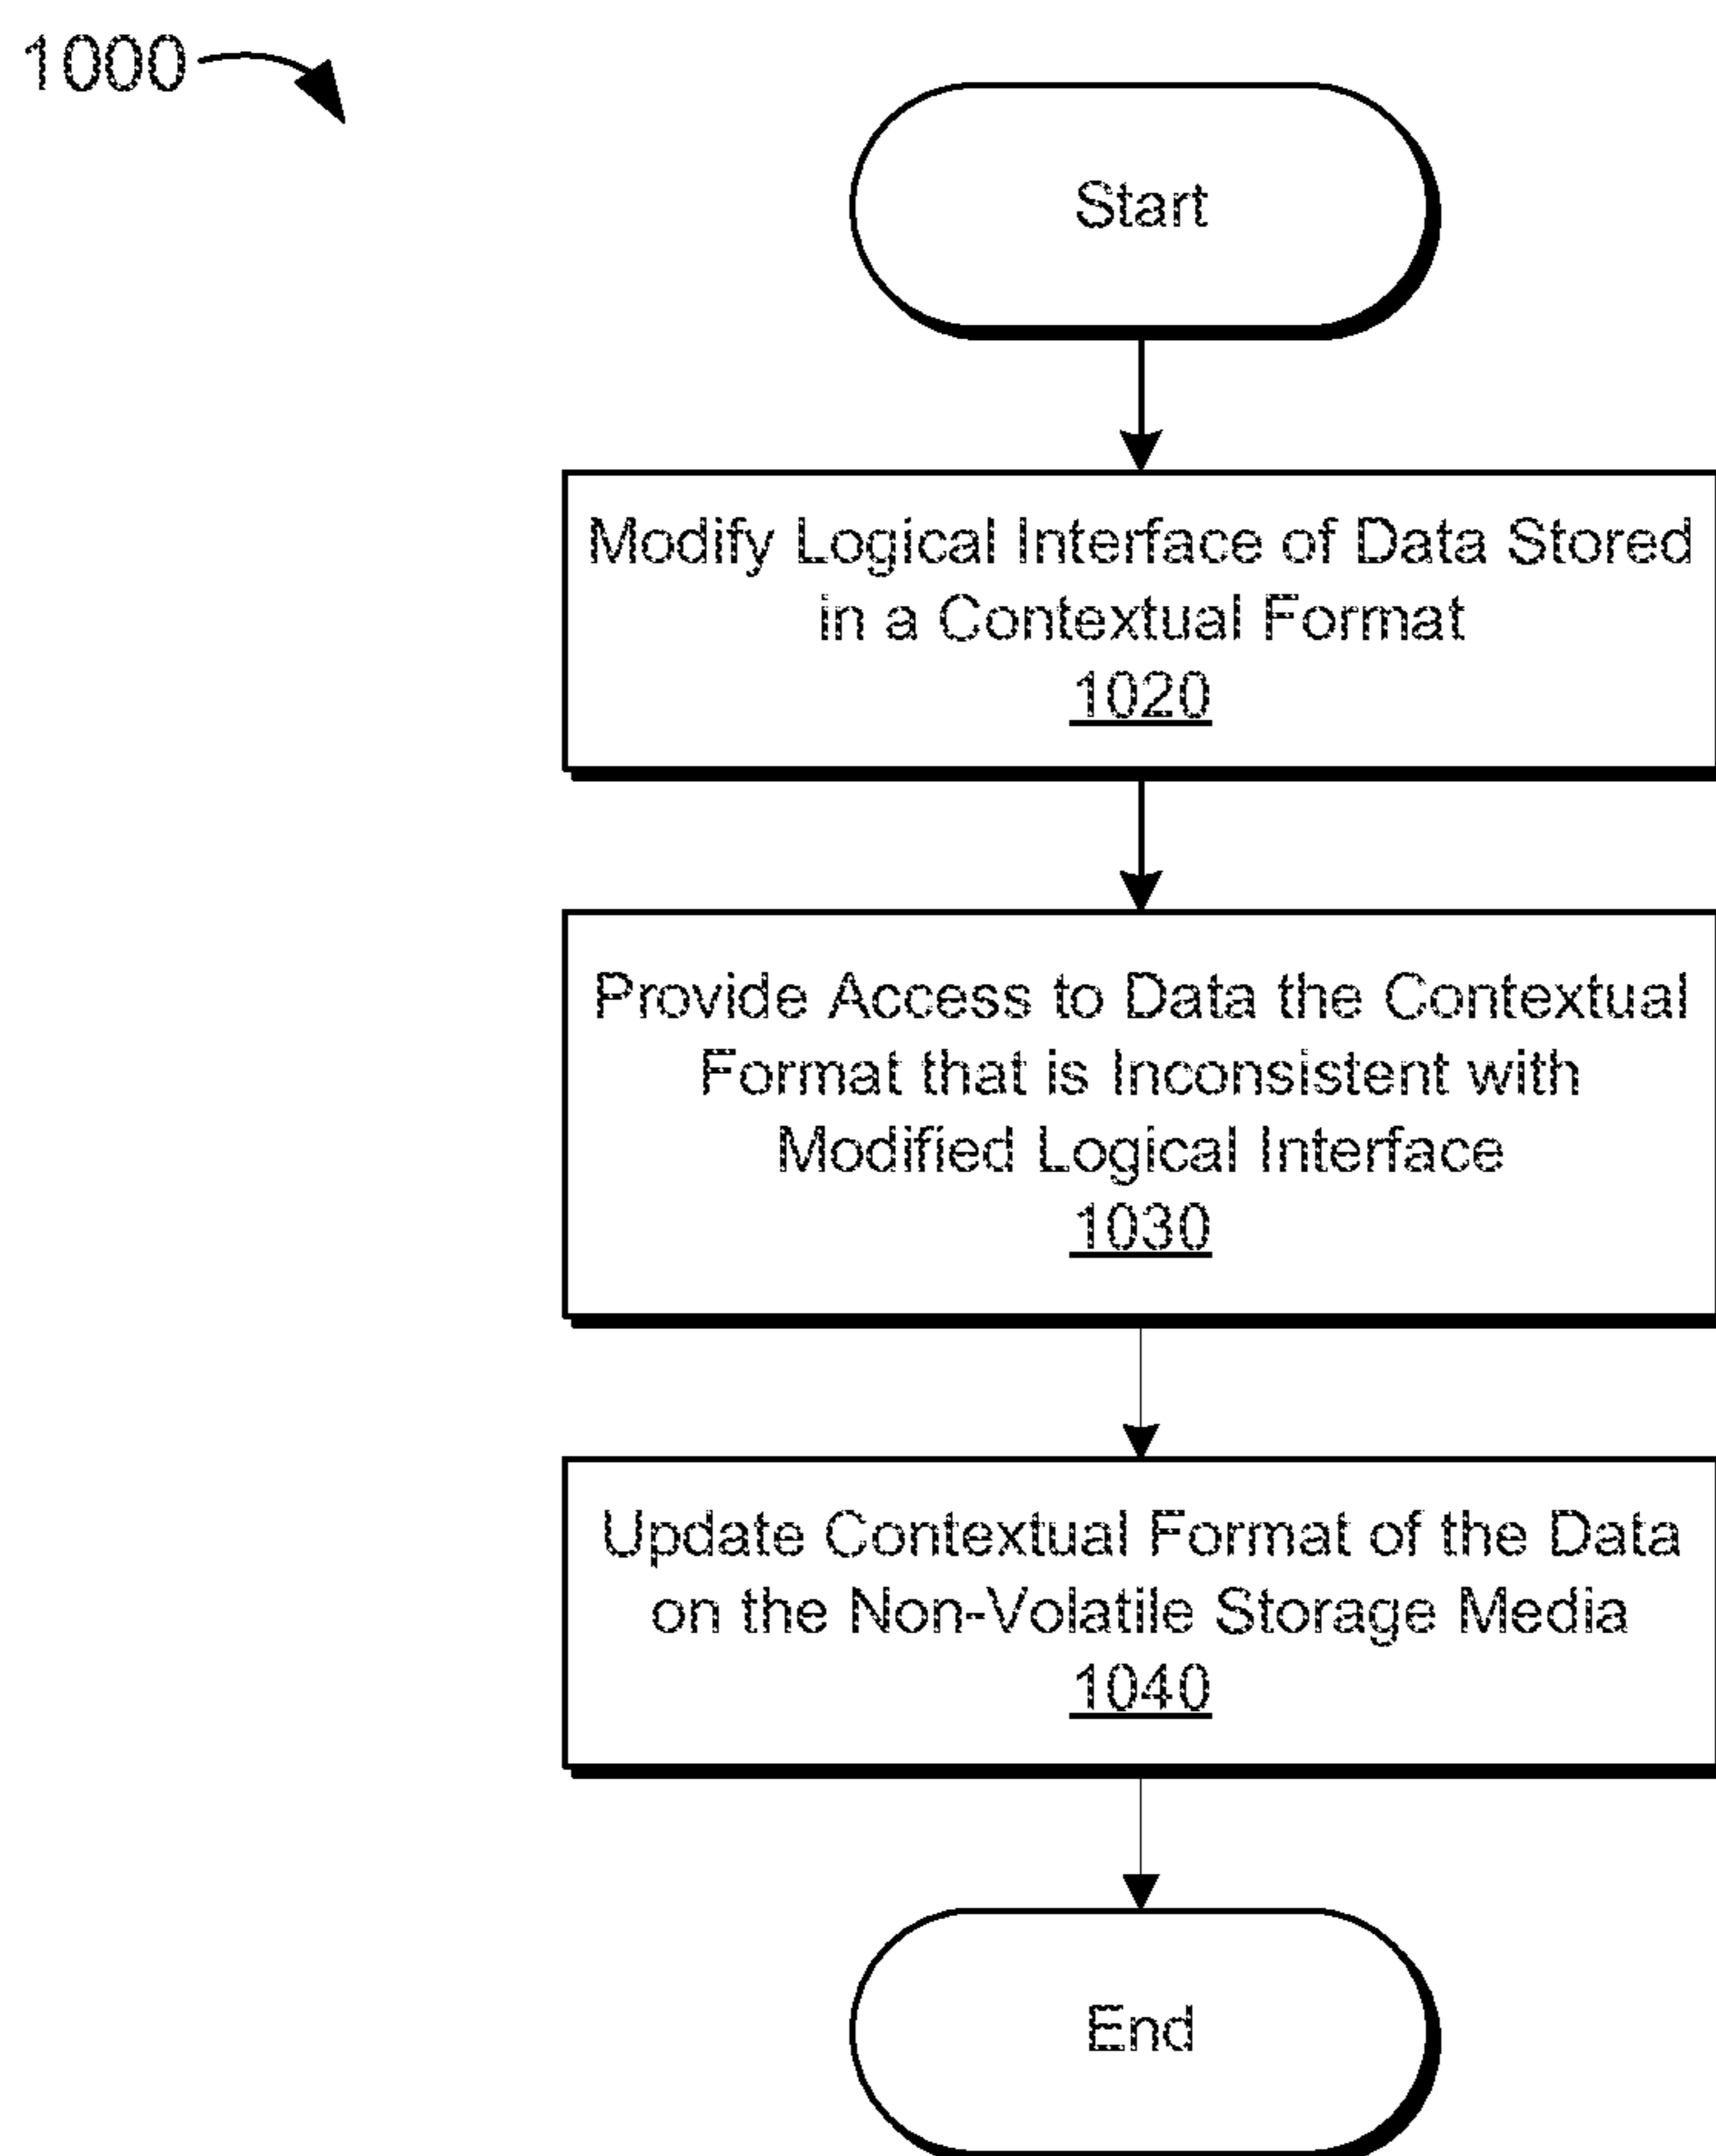 1000
Start
Modify Logical Interface of Data Stored
in a Contextual Format
1020
Provide Access to Data the Contextual
Format that is Inconsistent with
Modified Logical Interface
1030
Update Contextual Format of the Data
on the Non-Volatile Storage Media
1040
End